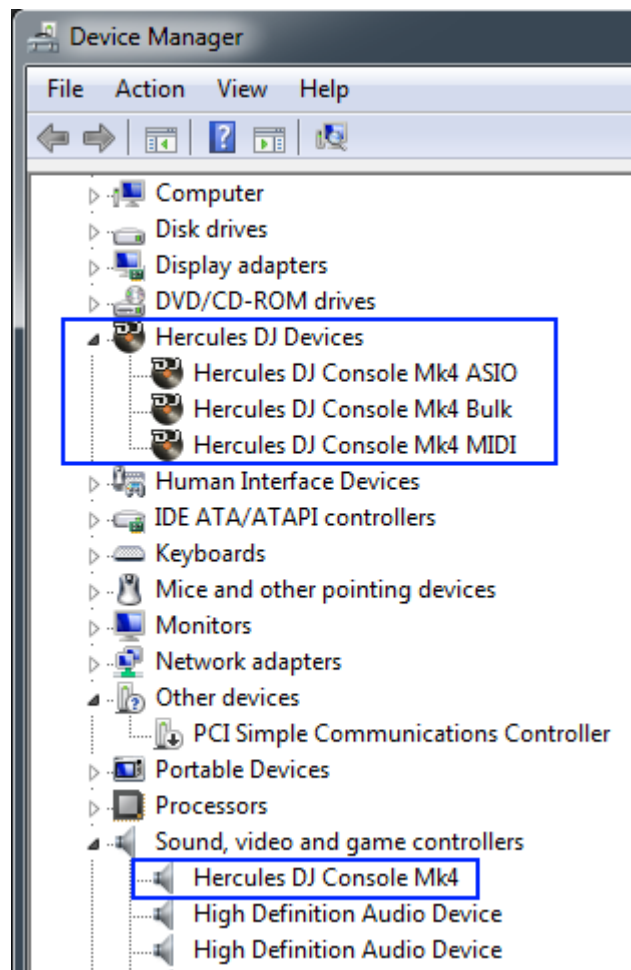 Device Manager
File Action View Help
Computer
Disk drives
Display adapters
DVD/CD-ROM drives
Hercules DJ Devices
Hercules DJ Console Mk4 ASIO
Hercules DJ Console Mk4 Bulk
Hercules DJ Console Mk4 MIDI
Human Interface Devices
IDE ATA/ATAPI controllers
Keyboards
Mice and other pointing devices
Monitors
Network adapters
Other devices
PCI Simple Communications Controller
Portable Devices
Processors
Sound, video and game controllers
Hercules DJ Console Mk4
High Definition Audio Device
High Definition Audio Device